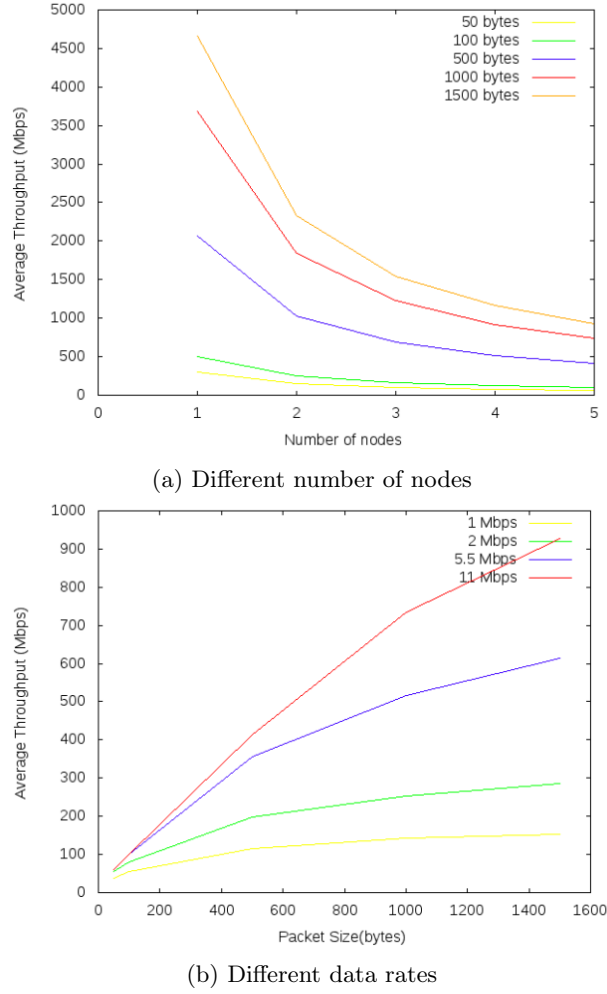 5000
4500
4000
3500
3000
2500
2000
1500
1000
500
0
Average Throughput (Mbps)
50 bytes
100 bytes
500 bytes
1000 bytes
1500 bytes
0 1 2 3 4 5
Number of nodes
(a) Different number of nodes
1000
900
800
700
600
500
400
300
200
100
0
Average Throughput (Mbps)
1 Mbps
2 Mbps
5.5 Mbps
11 Mbps
0 200 400 600 800 1000 1200 1400 1600
Packet Size(bytes)
(b) Different data rates